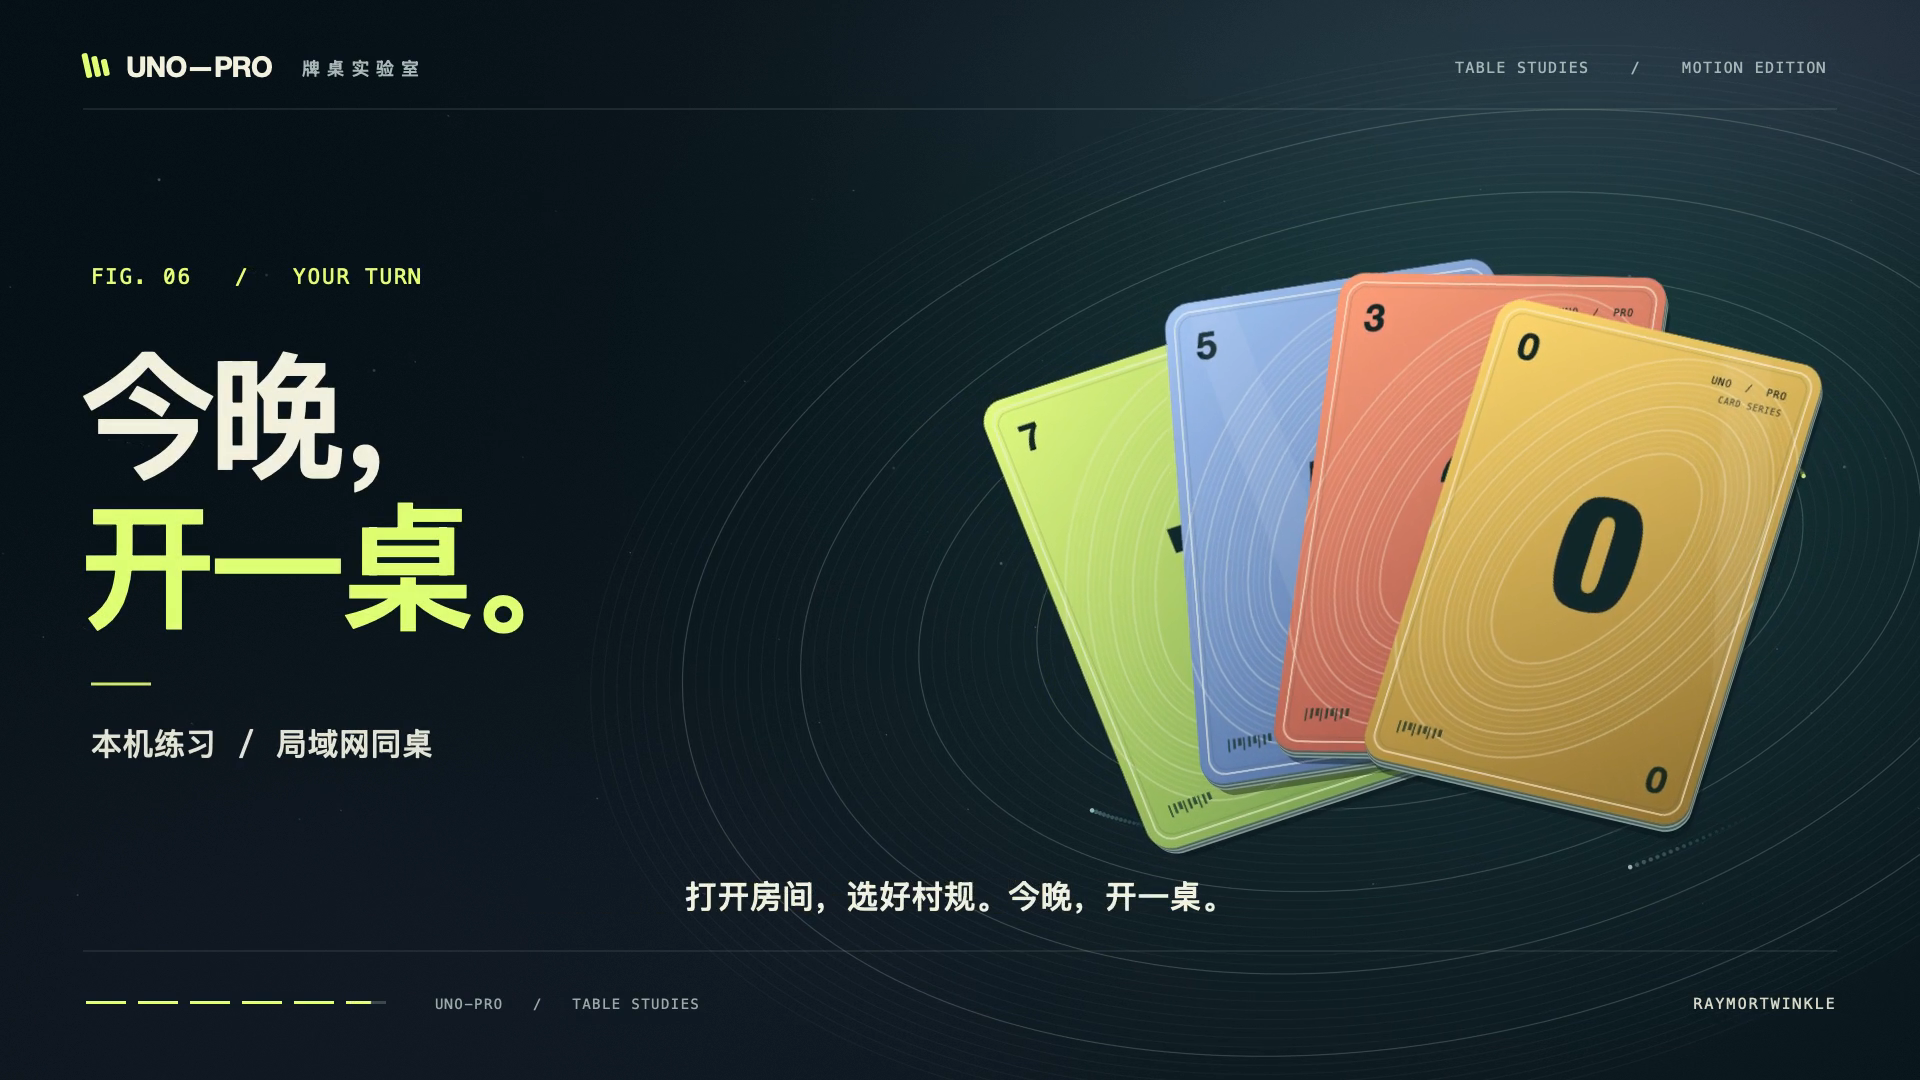 UNO—PRO 牌桌实验室
TABLE STUDIES / MOTION EDITION
FIG. 06 / YOUR TURN
今晚，
开一桌。
本机练习 / 局域网同桌
7
5
3
/ PRO
0
UNO / PRO
CARD SERIES
0
0
打开房间，选好村规。今晚，开一桌。
UNO—PRO / TABLE STUDIES
RAYMORTWINKLE